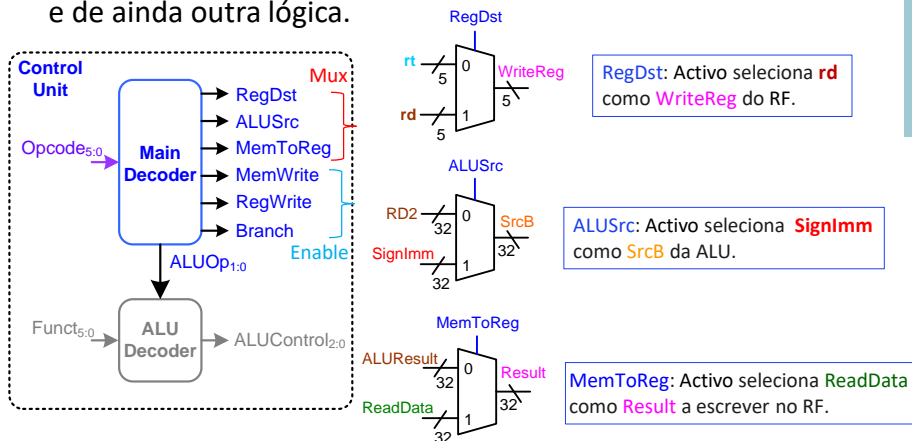 e de ainda outra lógica.
Control
Unit
Opcode5:0
Main
Decoder
Mux
RegDst
ALUSrc
MemToReg
MemWrite
RegWrite
Branch
Enable
ALUOp1:0
Funct5:0
ALU
Decoder
ALUControl2:0
RegDst
rt
5
0
WriteReg
5
rd
5
1
RegDst: Activo seleciona rd
como WriteReg do RF.
ALUSrc
RD2
32
0
SrcB
32
SignImm
32
1
ALUSrc: Activo seleciona SignImm
como SrcB da ALU.
MemToReg
ALUResult
32
0
Result
32
ReadData
32
1
MemToReg: Activo seleciona ReadData
como Result a escrever no RF.